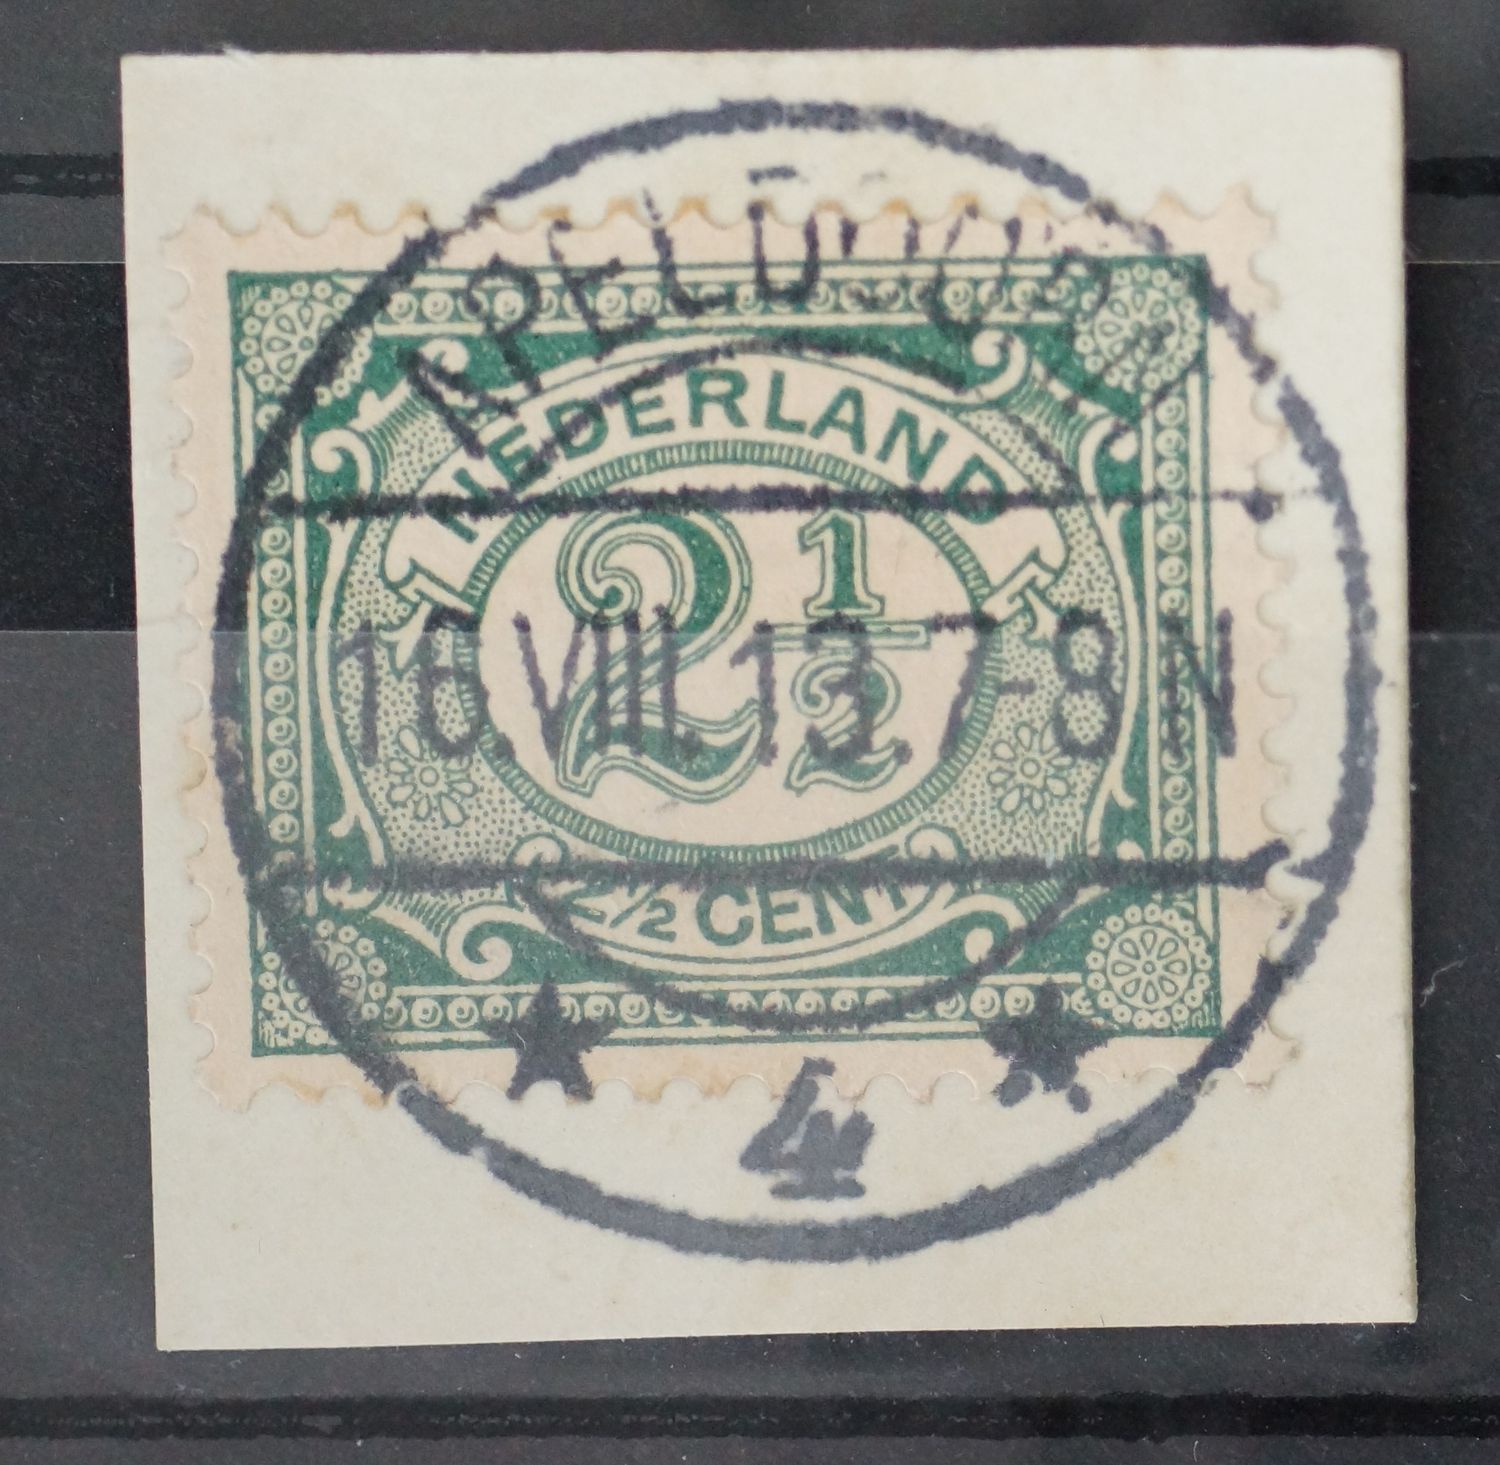 APELDOORN
NEDERLAND
2 1/2
16.VIII.13.7-8 N
2 1/2 CENT
4